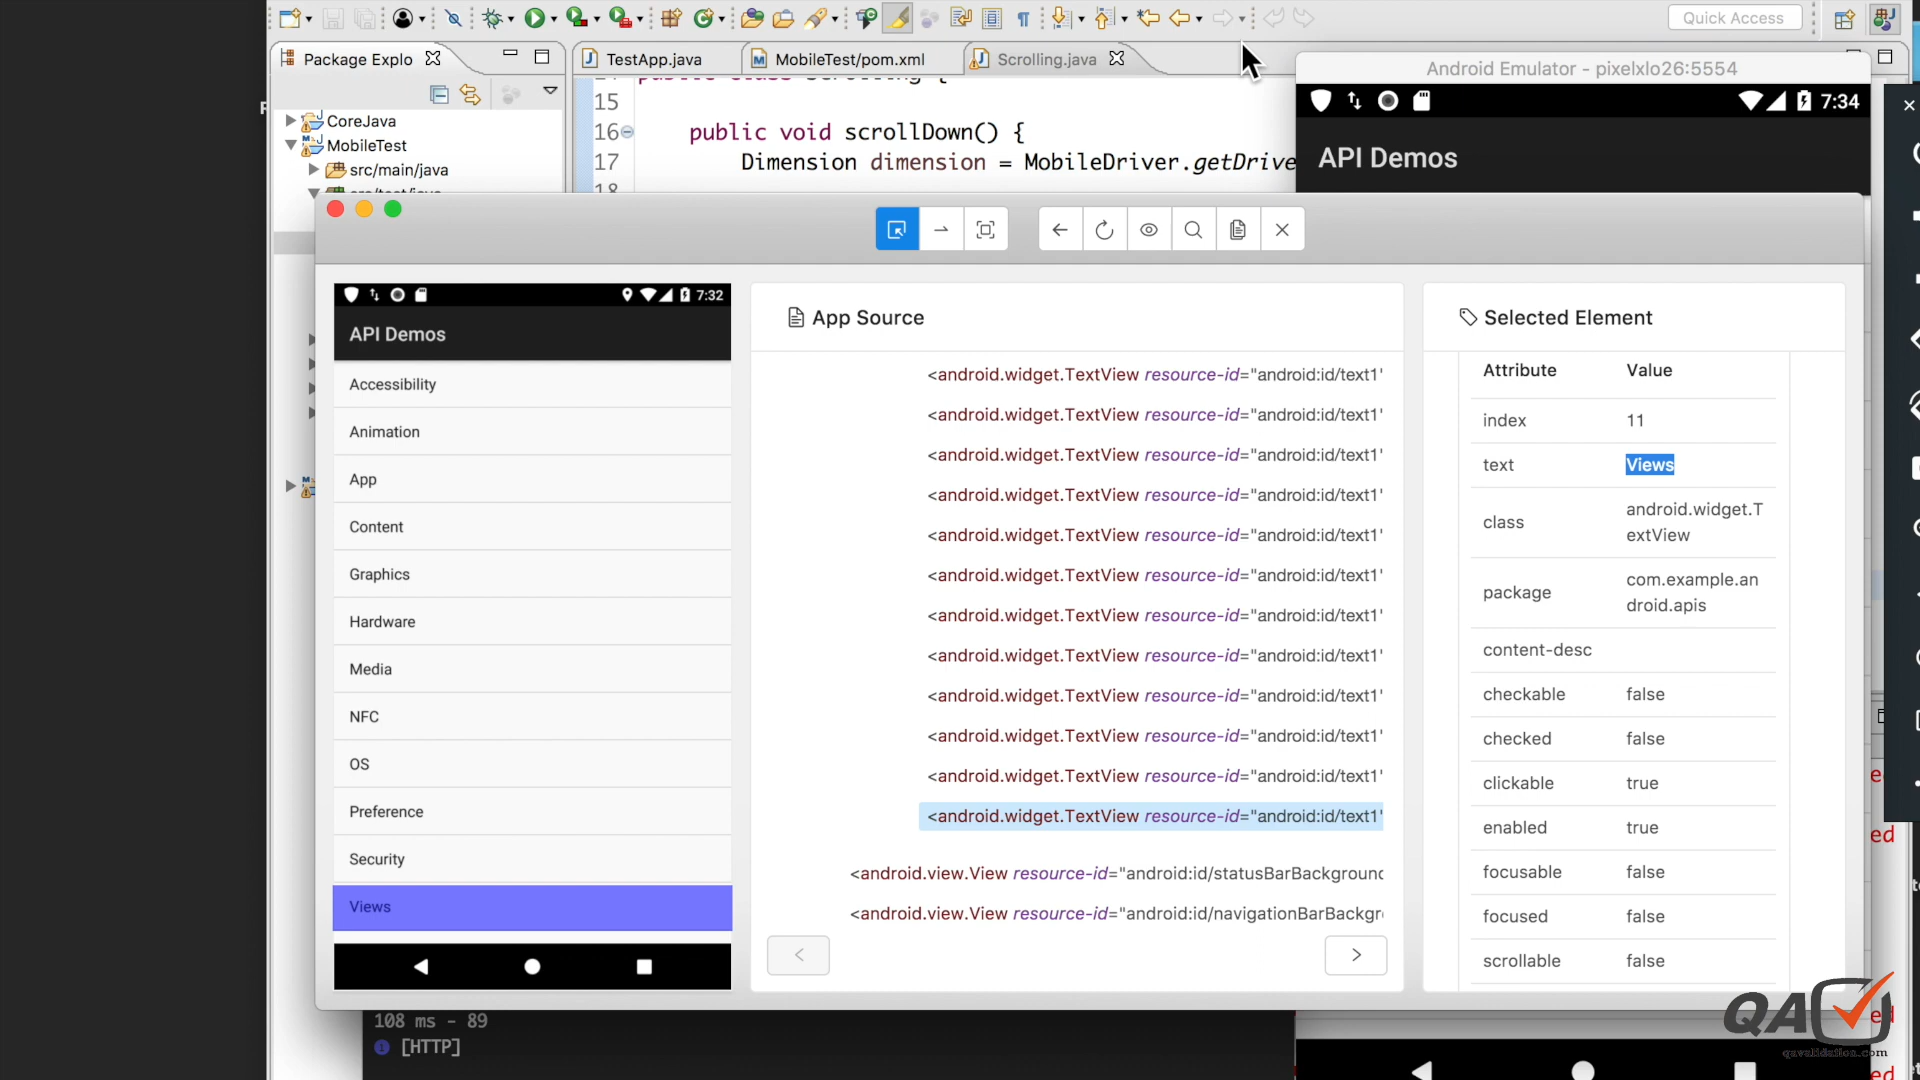 Quick Access
Package Explo
TestApp.java
MobileTest/pom.xml
Scrolling.java
Android Emulator - pixelxlo26:5554
7:34
API Demos
CoreJava
MobileTest
src/main/java
15
16
public void scrollDown() {
17
Dimension dimension = MobileDriver.getDrive
18
7:32
API Demos
Accessibility
Animation
App
Content
Graphics
Hardware
Media
NFC
OS
Preference
Security
Views
App Source
<android.widget.TextView resource-id="android:id/text1"
<android.widget.TextView resource-id="android:id/text1"
<android.widget.TextView resource-id="android:id/text1"
<android.widget.TextView resource-id="android:id/text1"
<android.widget.TextView resource-id="android:id/text1"
<android.widget.TextView resource-id="android:id/text1"
<android.widget.TextView resource-id="android:id/text1"
<android.widget.TextView resource-id="android:id/text1"
<android.widget.TextView resource-id="android:id/text1"
<android.widget.TextView resource-id="android:id/text1"
<android.widget.TextView resource-id="android:id/text1"
<android.widget.TextView resource-id="android:id/text1"
<android.view.View resource-id="android:id/statusBarBackground
<android.view.View resource-id="android:id/navigationBarBackgr
Selected Element
Attribute Value
index 11
text Views
class android.widget.T
extView
package com.example.an
droid.apis
content-desc
checkable false
checked false
clickable true
enabled true
focusable false
focused false
scrollable false
108 ms - 89
[HTTP]
ed
ed
QA
qavalidation.com